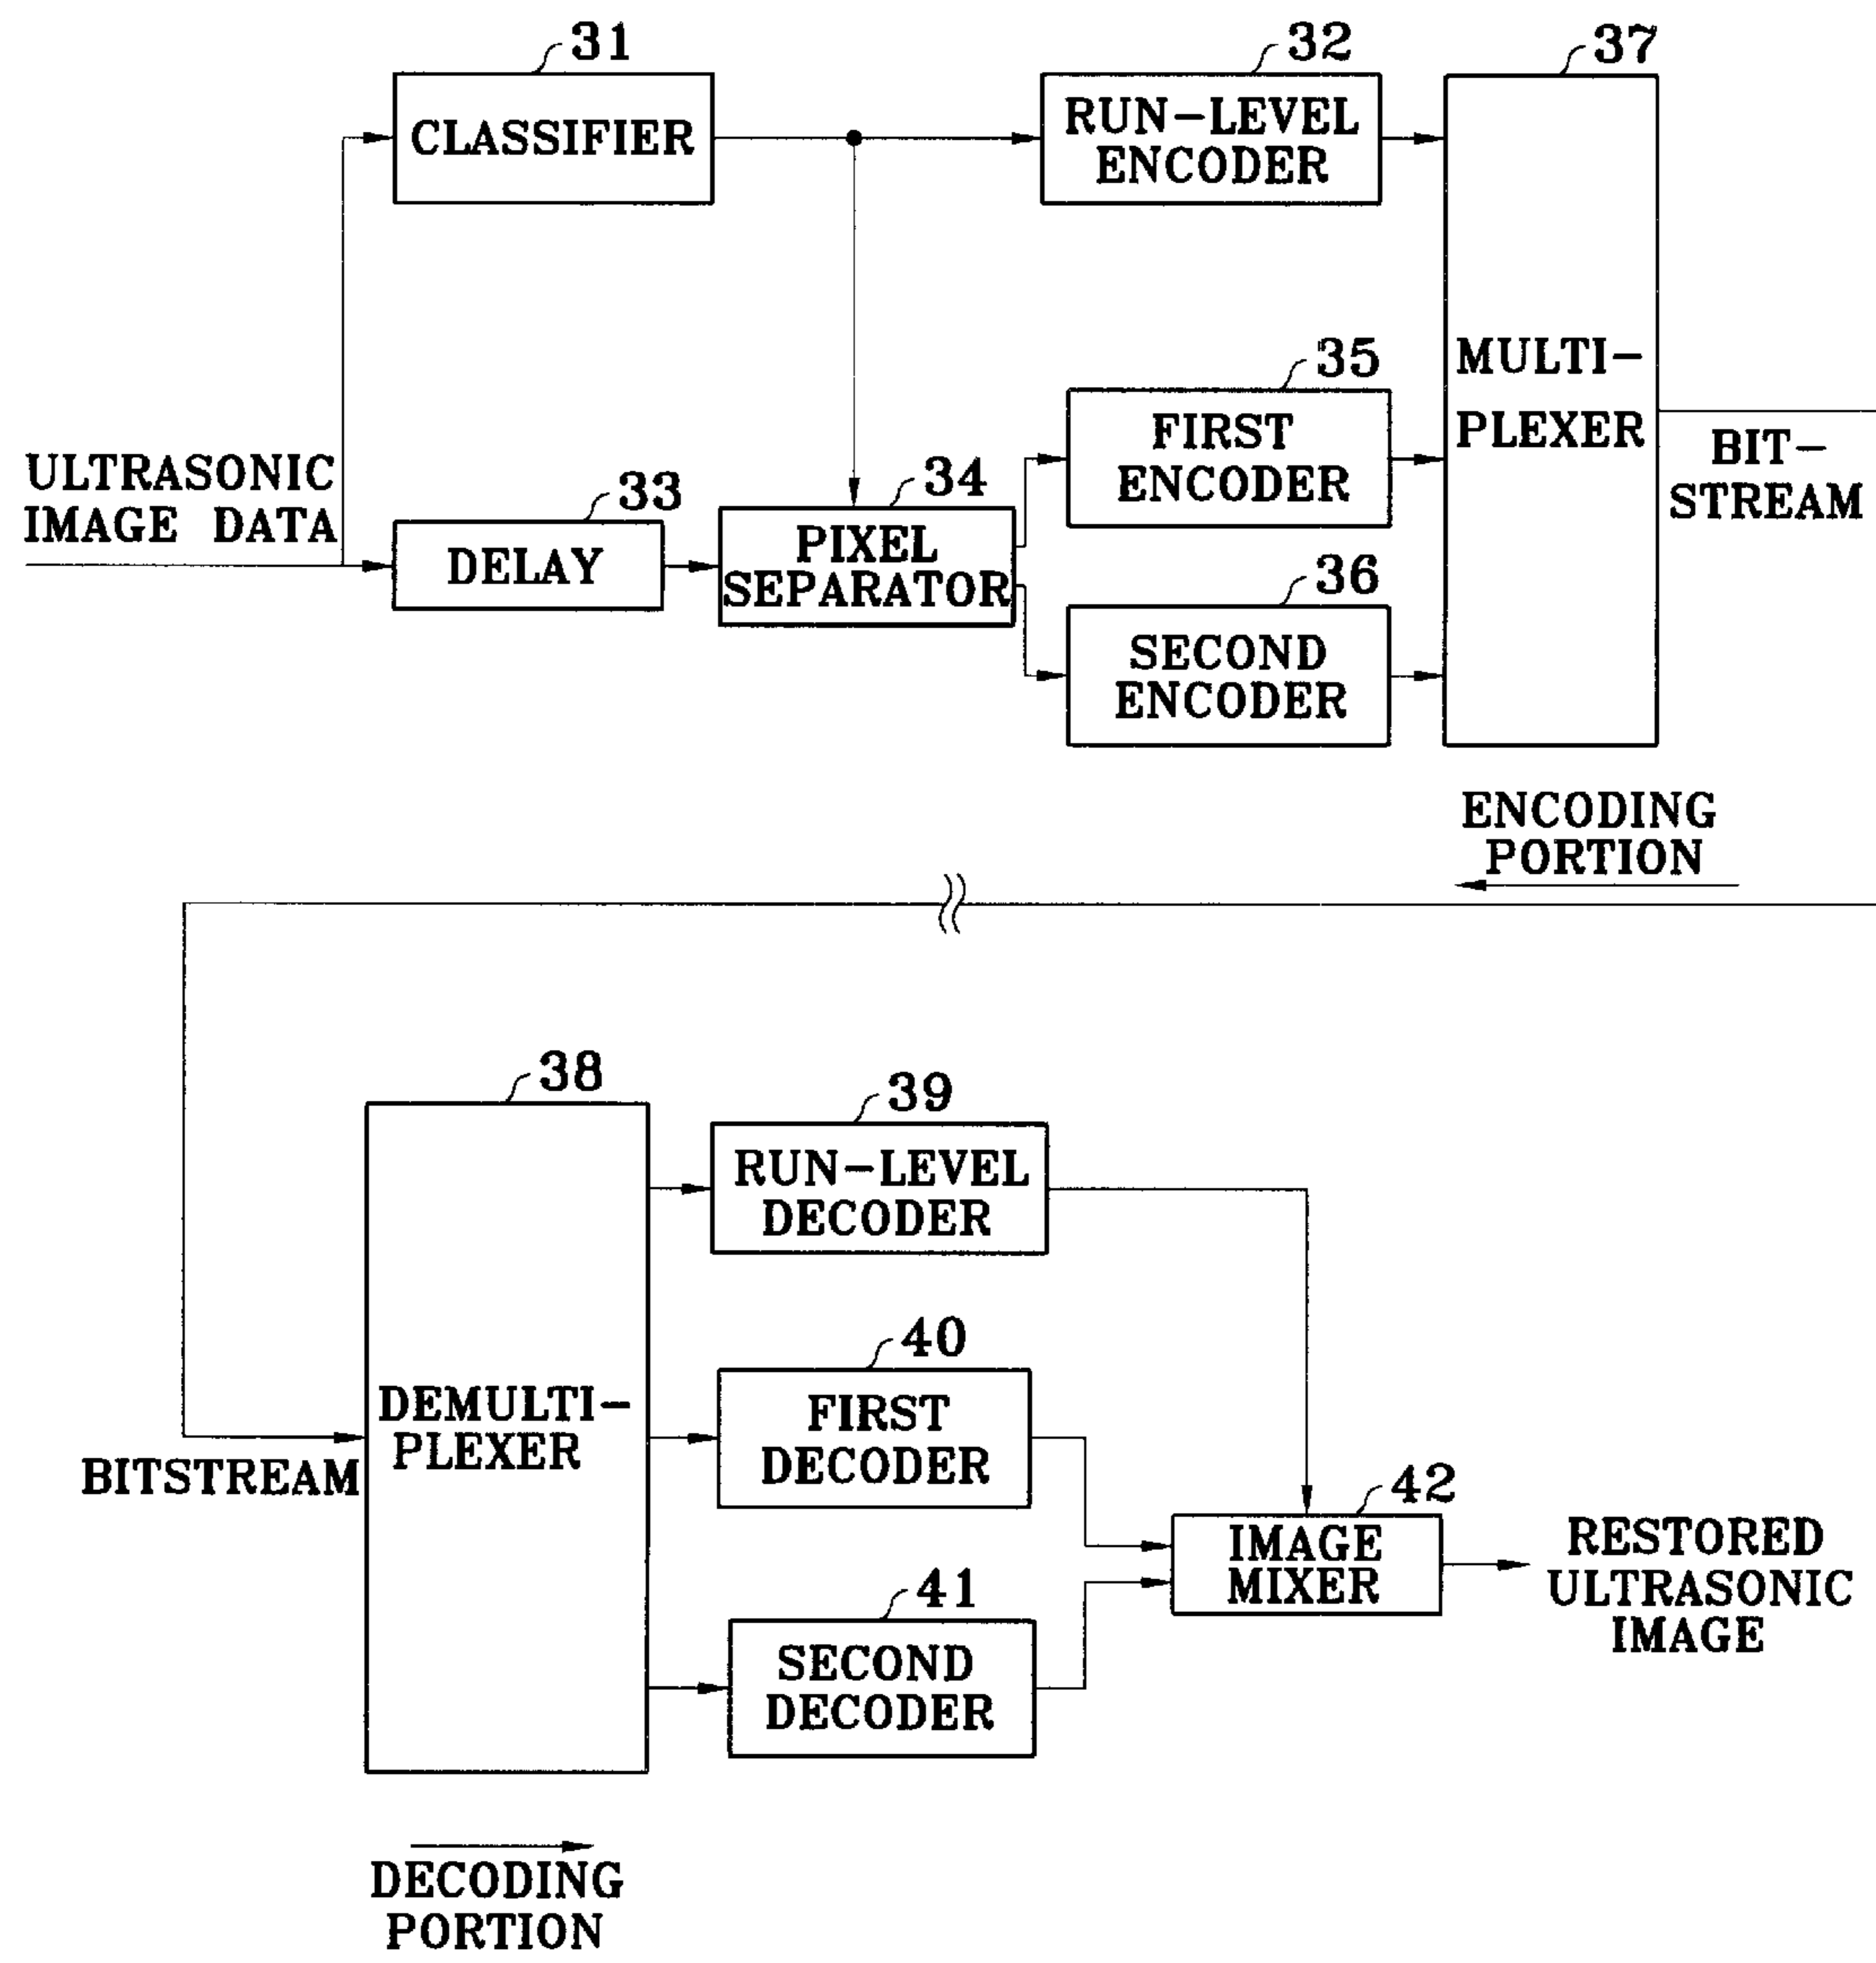 31
CLASSIFIER
32
RUN-LEVEL
ENCODER
37
MULTI-
PLEXER
35
FIRST
ENCODER
BIT-
STREAM
ULTRASONIC
IMAGE DATA
33
DELAY
34
PIXEL
SEPARATOR
36
SECOND
ENCODER
ENCODING
PORTION
38
DEMULTI-
PLEXER
39
RUN-LEVEL
DECODER
40
FIRST
DECODER
BITSTREAM
41
SECOND
DECODER
42
IMAGE
MIXER
RESTORED
ULTRASONIC
IMAGE
DECODING
PORTION